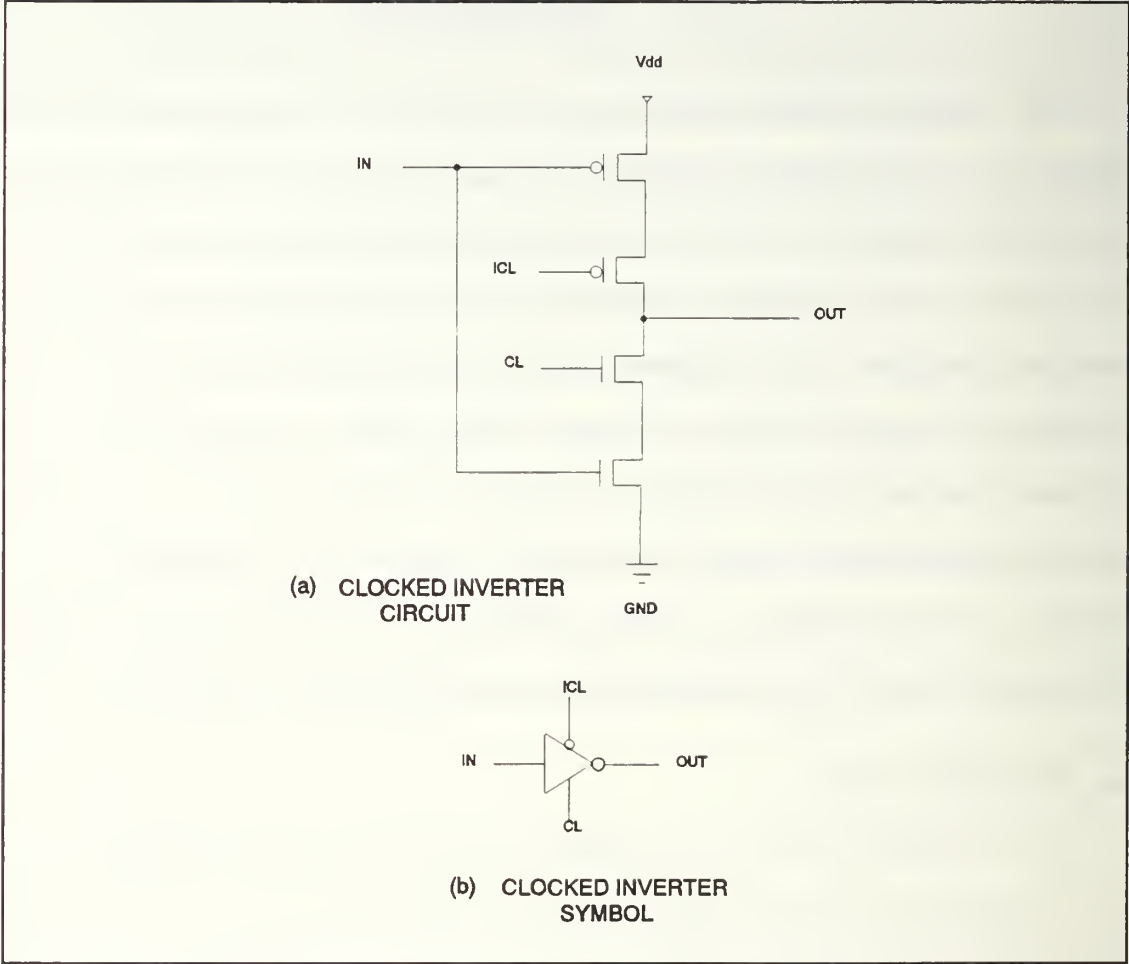 Vdd
IN
ICL
OUT
CL
(a) CLOCKED INVERTER
CIRCUIT
GND
ICL
IN
OUT
CL
(b) CLOCKED INVERTER
SYMBOL